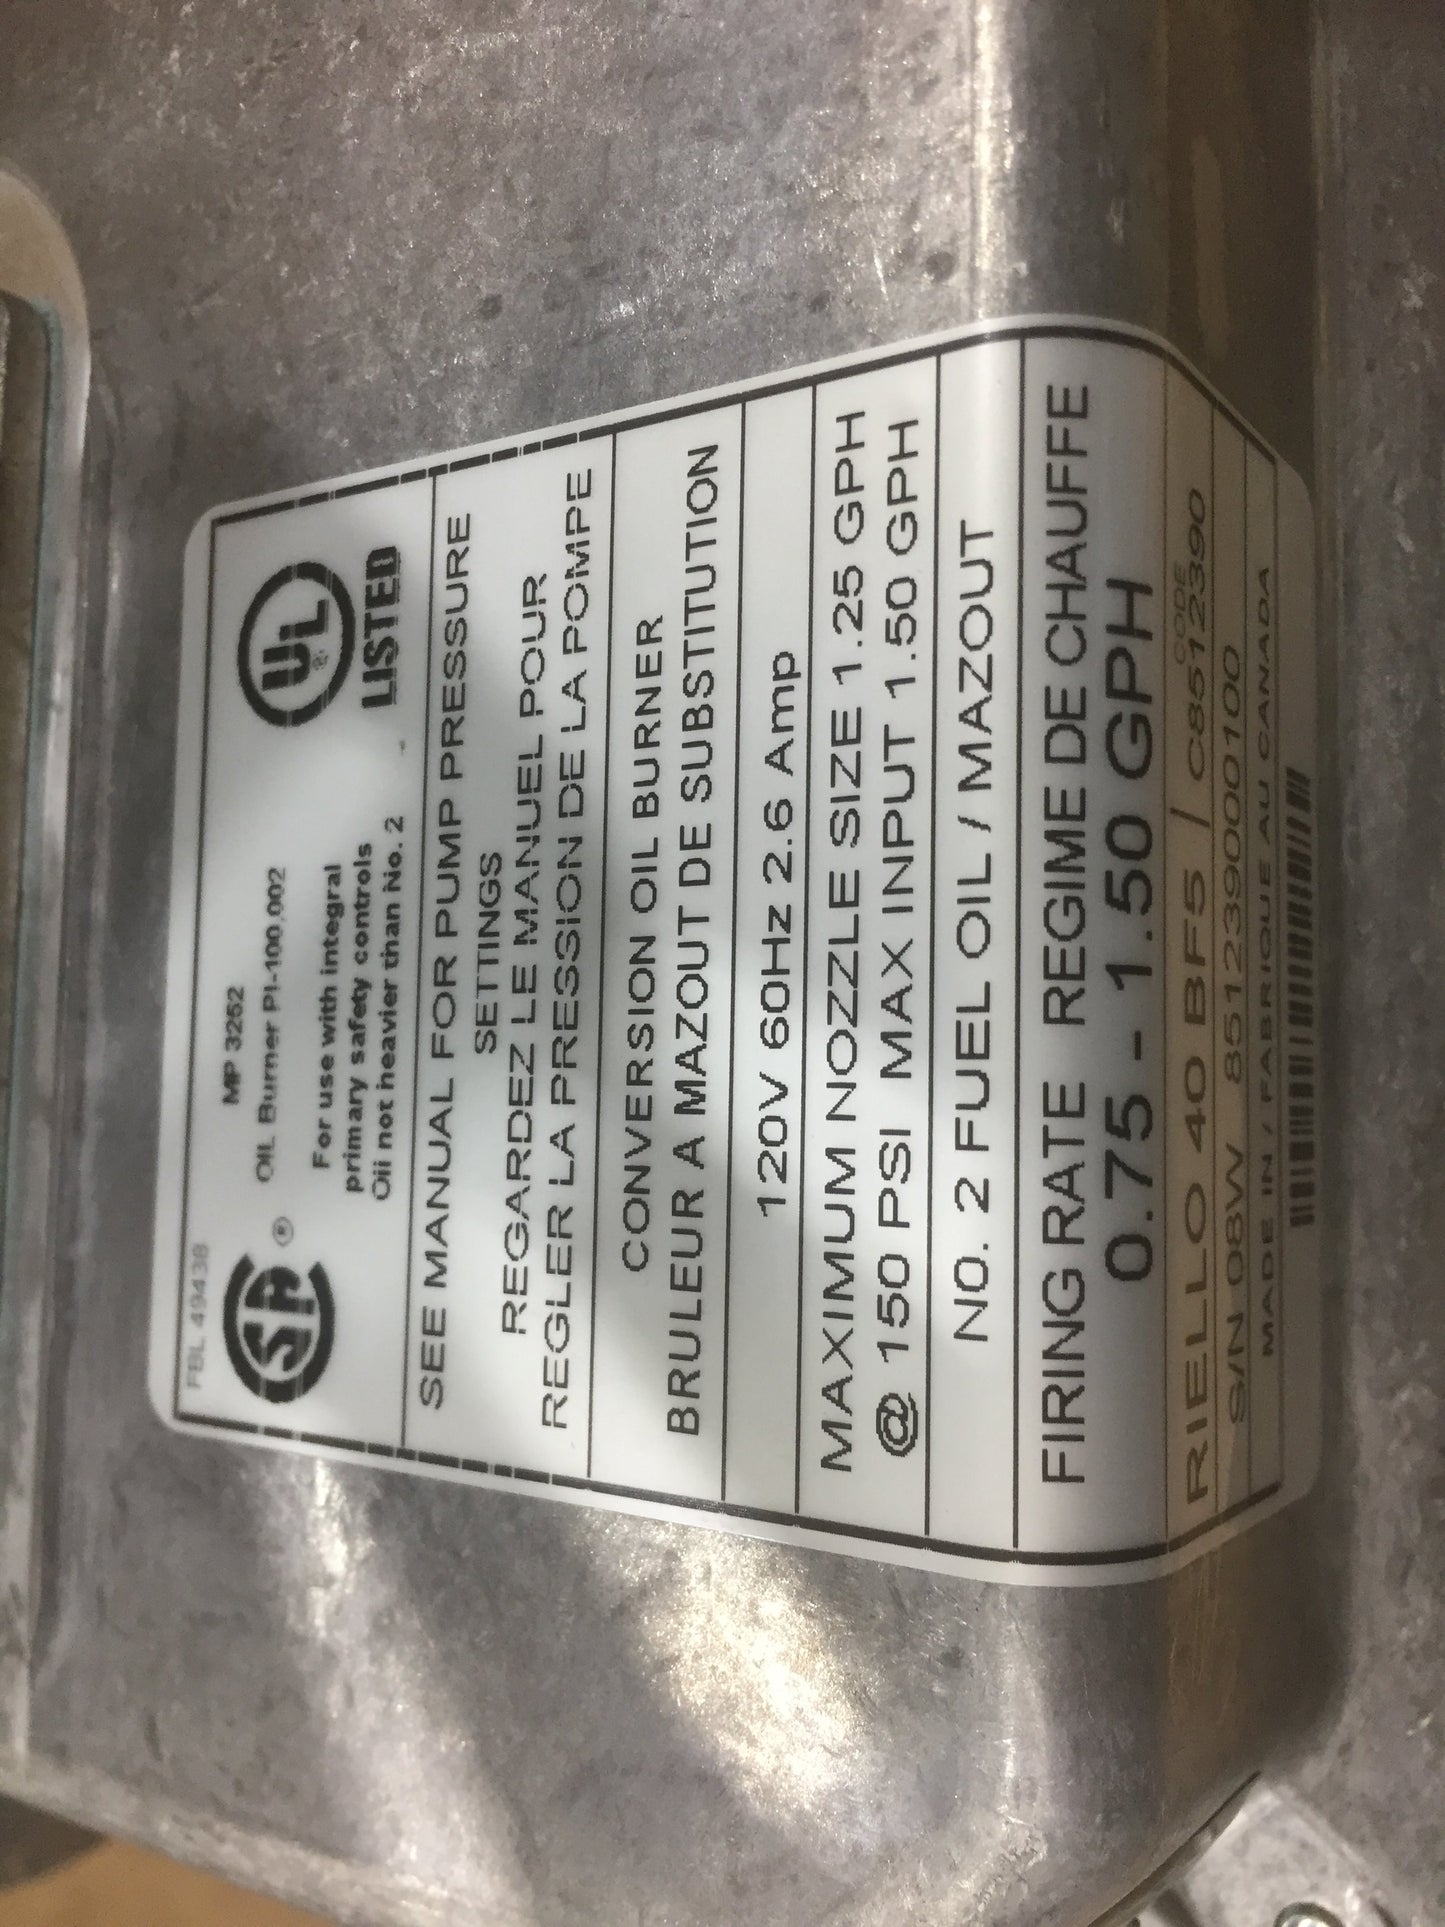 FBL 49438
MP 3252
OIL Burner PI-100,002
For use with integral
primary safety controls
Oil not heavier than No. 2
SA ®
UL ®
LISTED
SEE MANUAL FOR PUMP PRESSURE
SETTINGS
REGARDEZ LE MANUEL POUR
REGLER LA PRESSION DE LA POMPE
CONVERSION OIL BURNER
BRULEUR A MAZOUT DE SUBSTITUTION
120V 60Hz 2.6 Amp
MAXIMUM NOZZLE SIZE 1.25 GPH
@ 150 PSI MAX INPUT 1.50 GPH
NO. 2 FUEL OIL / MAZOUT
FIRING RATE REGIME DE CHAUFFE
0.75 - 1.50 GPH
CODE
RIELLO 40 BF5 / C8512390
S/N 08W 85123900100
MADE IN / FABRIQUE AU CANADA